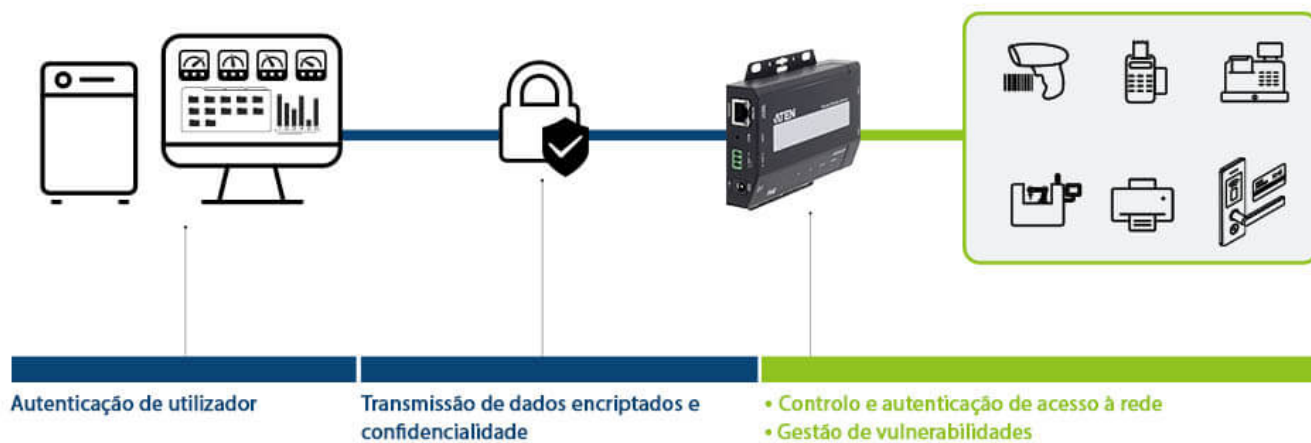 ATEN
Autenticação de utilizador
Transmissão de dados encriptados e
confidencialidade
• Controlo e autenticação de acesso à rede
• Gestão de vulnerabilidades